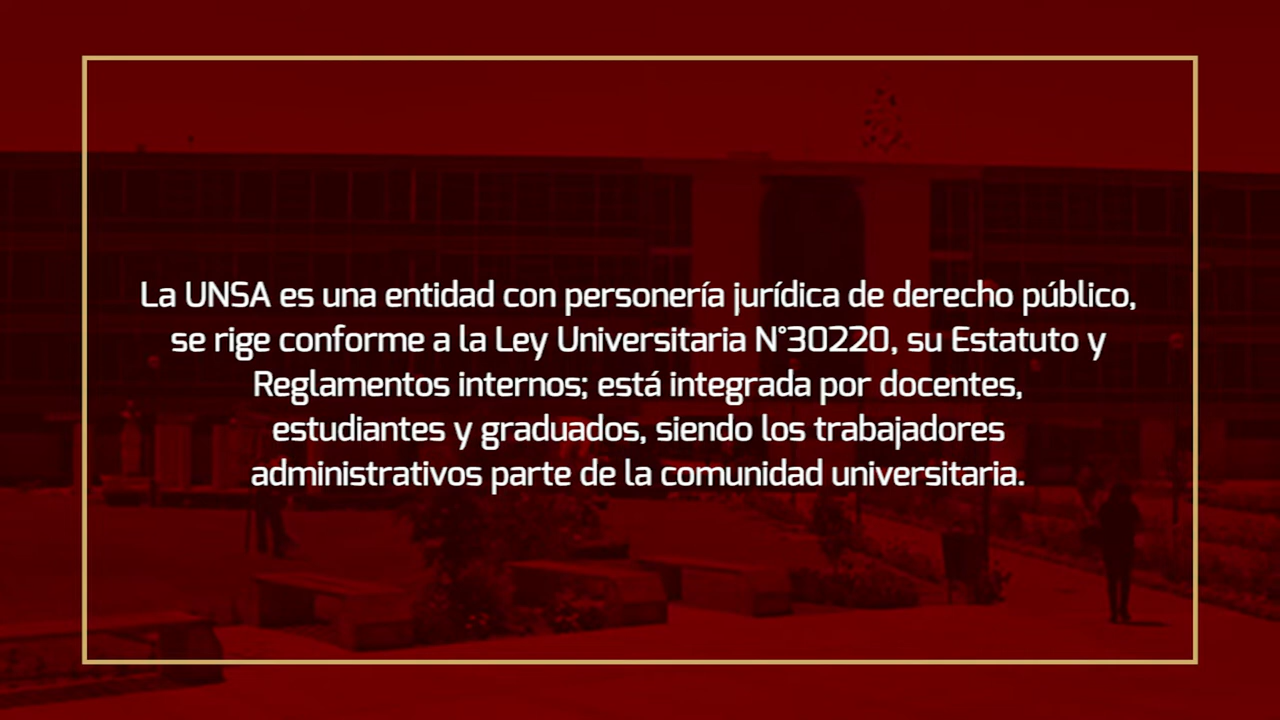 La UNSA es una entidad con personería jurídica de derecho público,
se rige conforme a la Ley Universitaria N°30220, su Estatuto y
Reglamentos internos; está integrada por docentes,
estudiantes y graduados, siendo los trabajadores
administrativos parte de la comunidad universitaria.